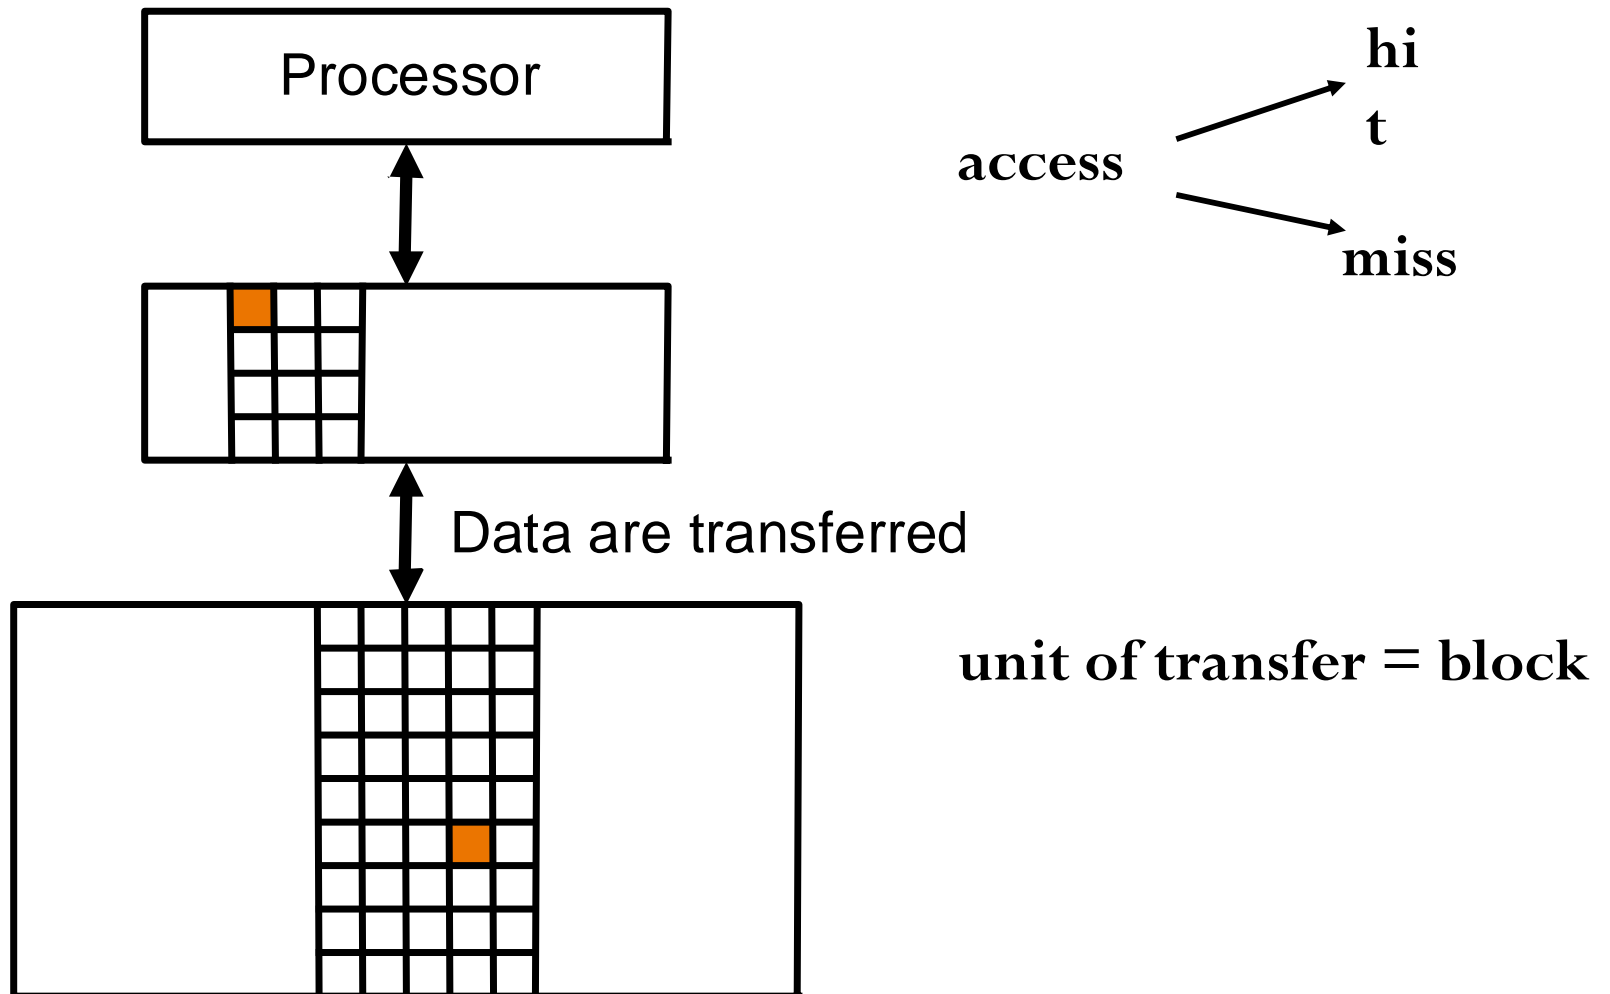 Processor
hi
t
access
miss
Data are transferred
unit of transfer = block